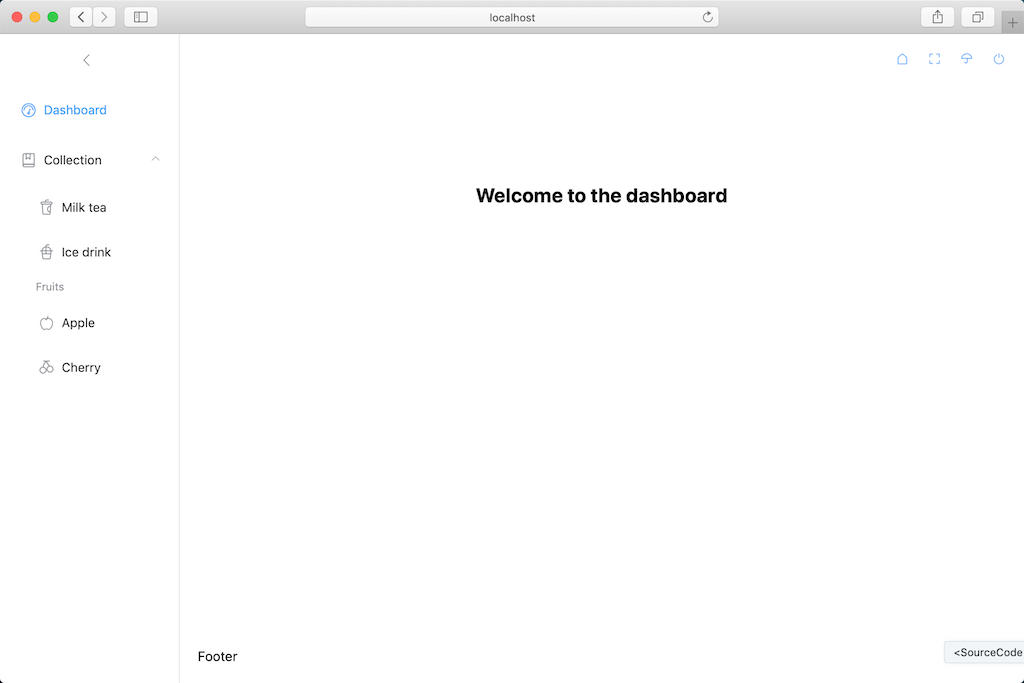 localhost
Dashboard
Collection
Milk tea
Ice drink
Fruits
Apple
Cherry
Welcome to the dashboard
Footer
<SourceCode